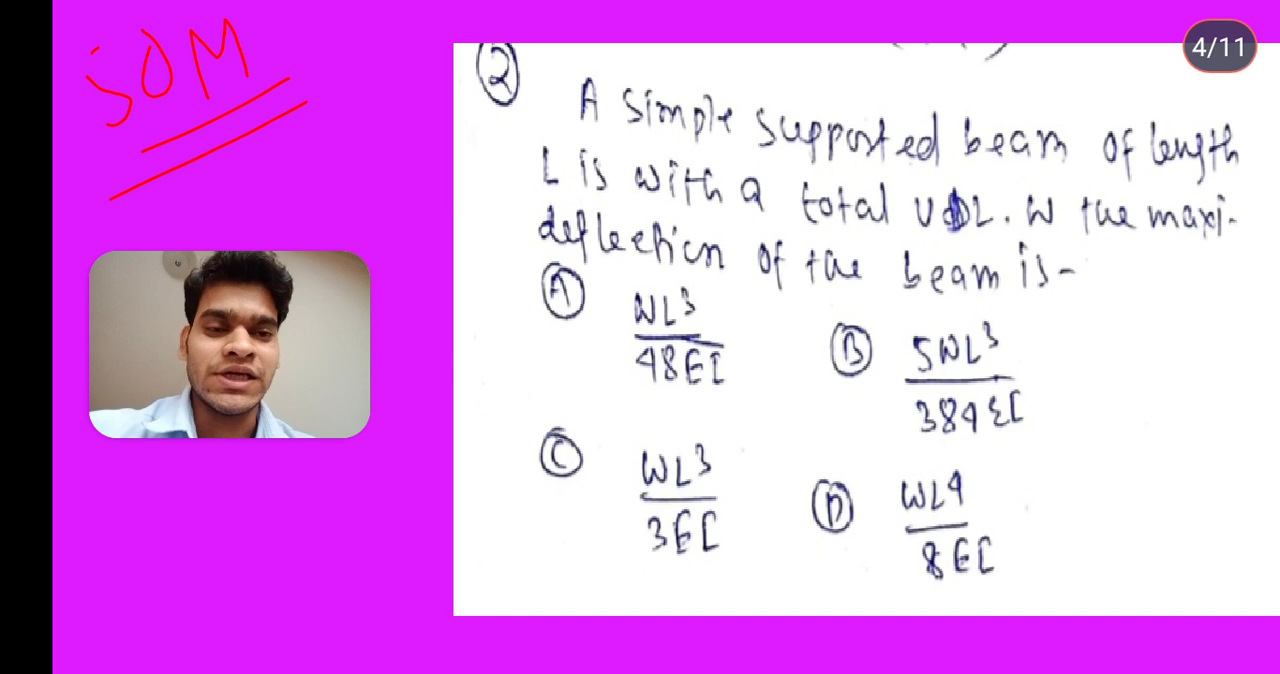 SOM
4/11
②
A simple supported beam of length
L is with a total UDL. W the maxi-
deflection of the beam is-
Ⓐ WL³
48EI
Ⓑ 5WL³
384EI
Ⓒ WL³
3EI
Ⓓ WL4
8EI